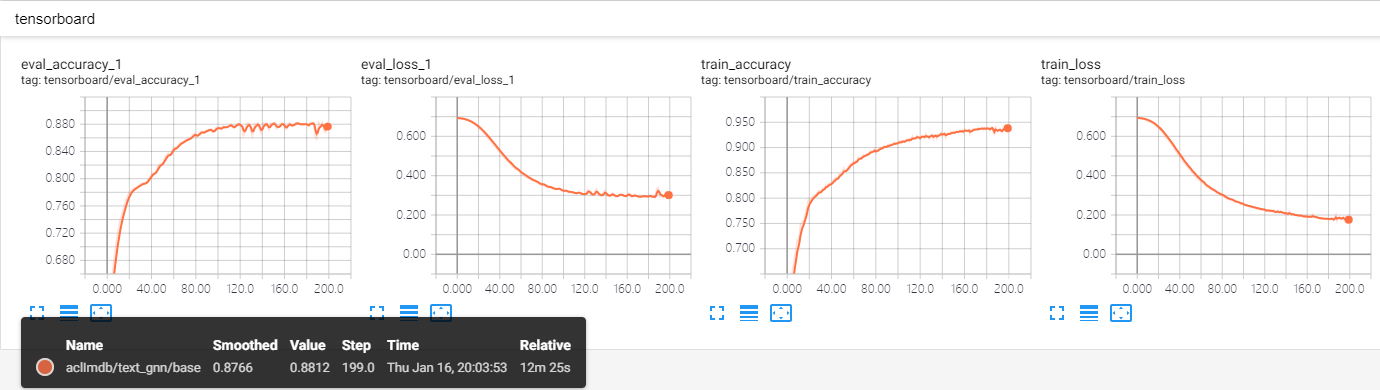 tensorboard
eval_accuracy_1
tag: tensorboard/eval_accuracy_1
0.880
0.840
0.800
0.760
0.720
0.680
0.000 40.00 80.00 120.0 160.0 200.0
eval_loss_1
tag: tensorboard/eval_loss_1
0.600
0.400
0.200
0.00
0.000 40.00 80.00 120.0 160.0 200.0
train_accuracy
tag: tensorboard/train_accuracy
0.950
0.900
0.850
0.800
0.750
0.700
0.000 40.00 80.00 120.0 160.0 200.0
train_loss
tag: tensorboard/train_loss
0.600
0.400
0.200
0.00
0.000 40.00 80.00 120.0 160.0 200.0
Name Smoothed Value Step Time Relative
aclImdb/text_gnn/base 0.8766 0.8812 199.0 Thu Jan 16, 20:03:53 12m 25s